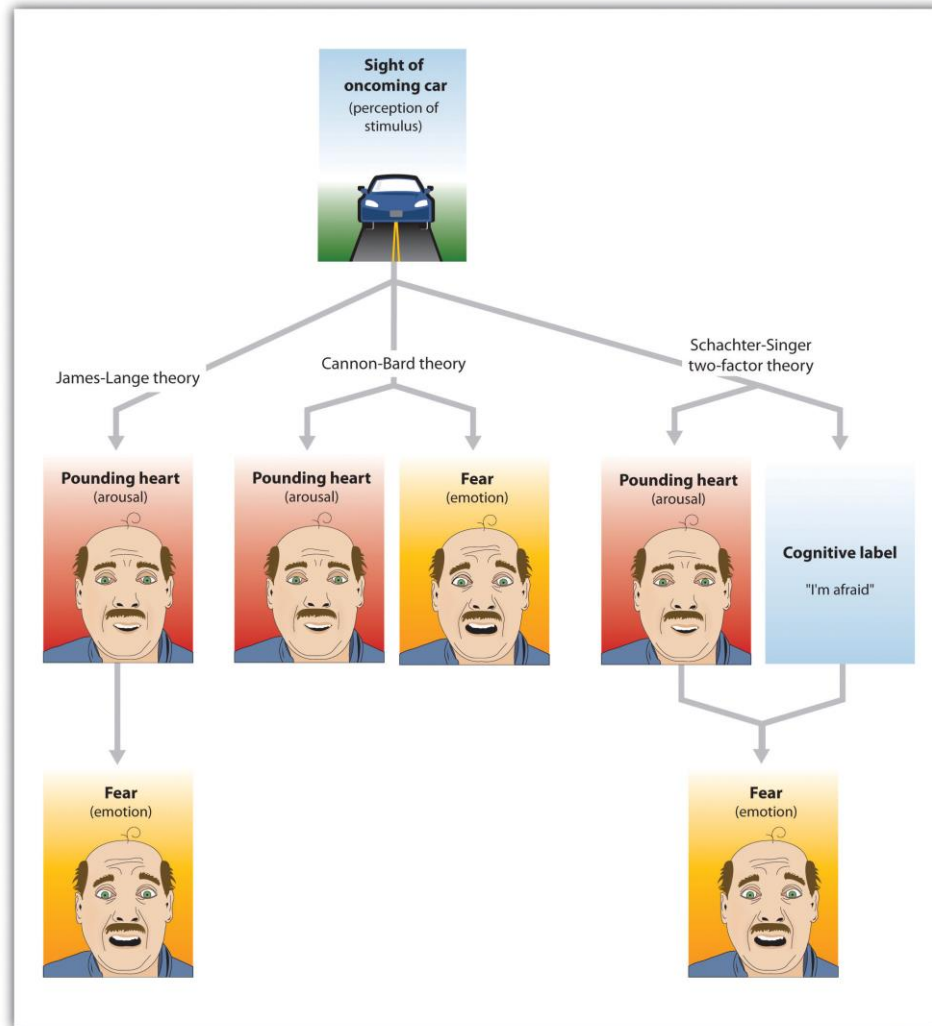 Sight of
oncoming car
(perception of
stimulus)
James-Lange theory
Cannon-Bard theory
Schachter-Singer
two-factor theory
Pounding heart
(arousal)
Pounding heart
(arousal)
Fear
(emotion)
Pounding heart
(arousal)
Cognitive label
"I'm afraid"
Fear
(emotion)
Fear
(emotion)